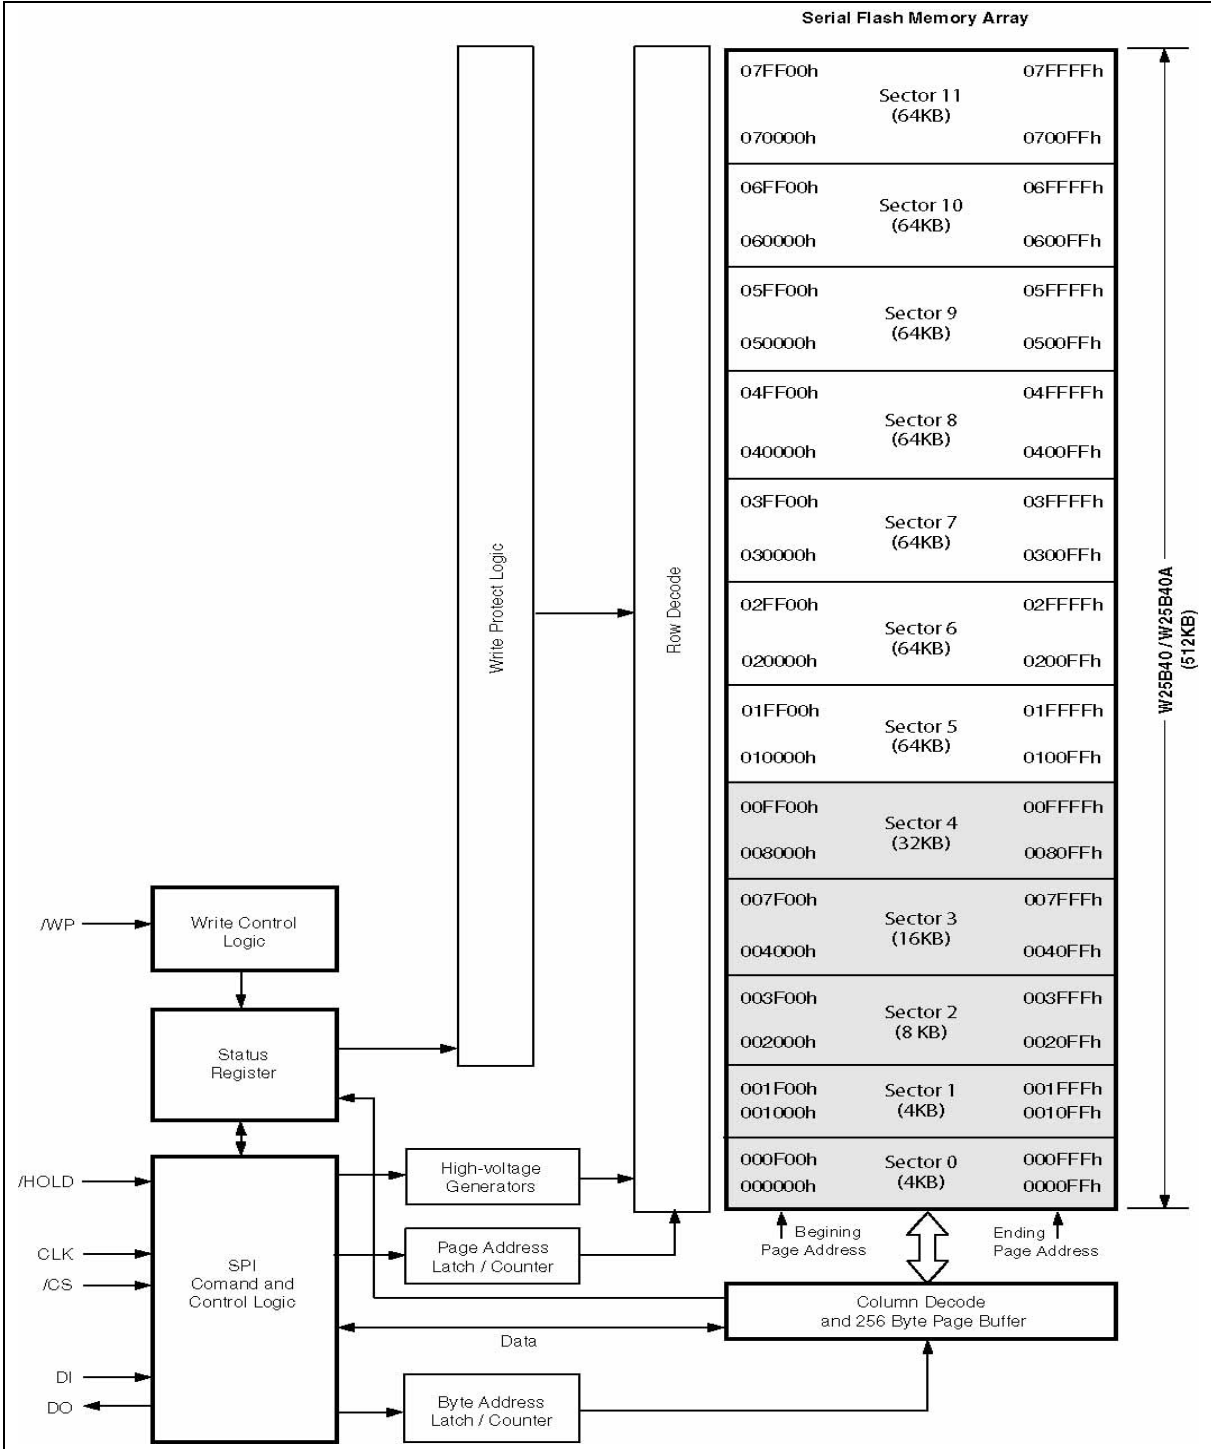 Serial Flash Memory Array
07FF00h 07FFFFh
Sector 11
(64KB)
070000h 0700FFh
06FF00h 06FFFFh
Sector 10
(64KB)
060000h 0600FFh
05FF00h 05FFFFh
Sector 9
(64KB)
050000h 0500FFh
04FF00h 04FFFFh
Sector 8
(64KB)
040000h 0400FFh
03FF00h 03FFFFh
Sector 7
(64KB)
030000h 0300FFh
02FF00h 02FFFFh
Sector 6
(64KB)
020000h 0200FFh
01FF00h 01FFFFh
Sector 5
(64KB)
010000h 0100FFh
00FF00h 00FFFFh
Sector 4
(32KB)
008000h 0080FFh
007F00h 007FFFh
Sector 3
(16KB)
004000h 0040FFh
003F00h 003FFFh
Sector 2
(8 KB)
002000h 0020FFh
001F00h Sector 1 001FFFh
001000h (4KB) 0010FFh
000F00h Sector 0 000FFFh
000000h (4KB) 0000FFh
Begining
Page Address
Ending
Page Address
W25B40 / W25B40A
(512KB)
Write Protect Logic
Row Decode
/WP
Write Control
Logic
Status
Register
/HOLD
CLK
/CS
DI
DO
SPI
Comand and
Control Logic
High-voltage
Generators
Page Address
Latch / Counter
Column Decode
and 256 Byte Page Buffer
Data
Byte Address
Latch / Counter